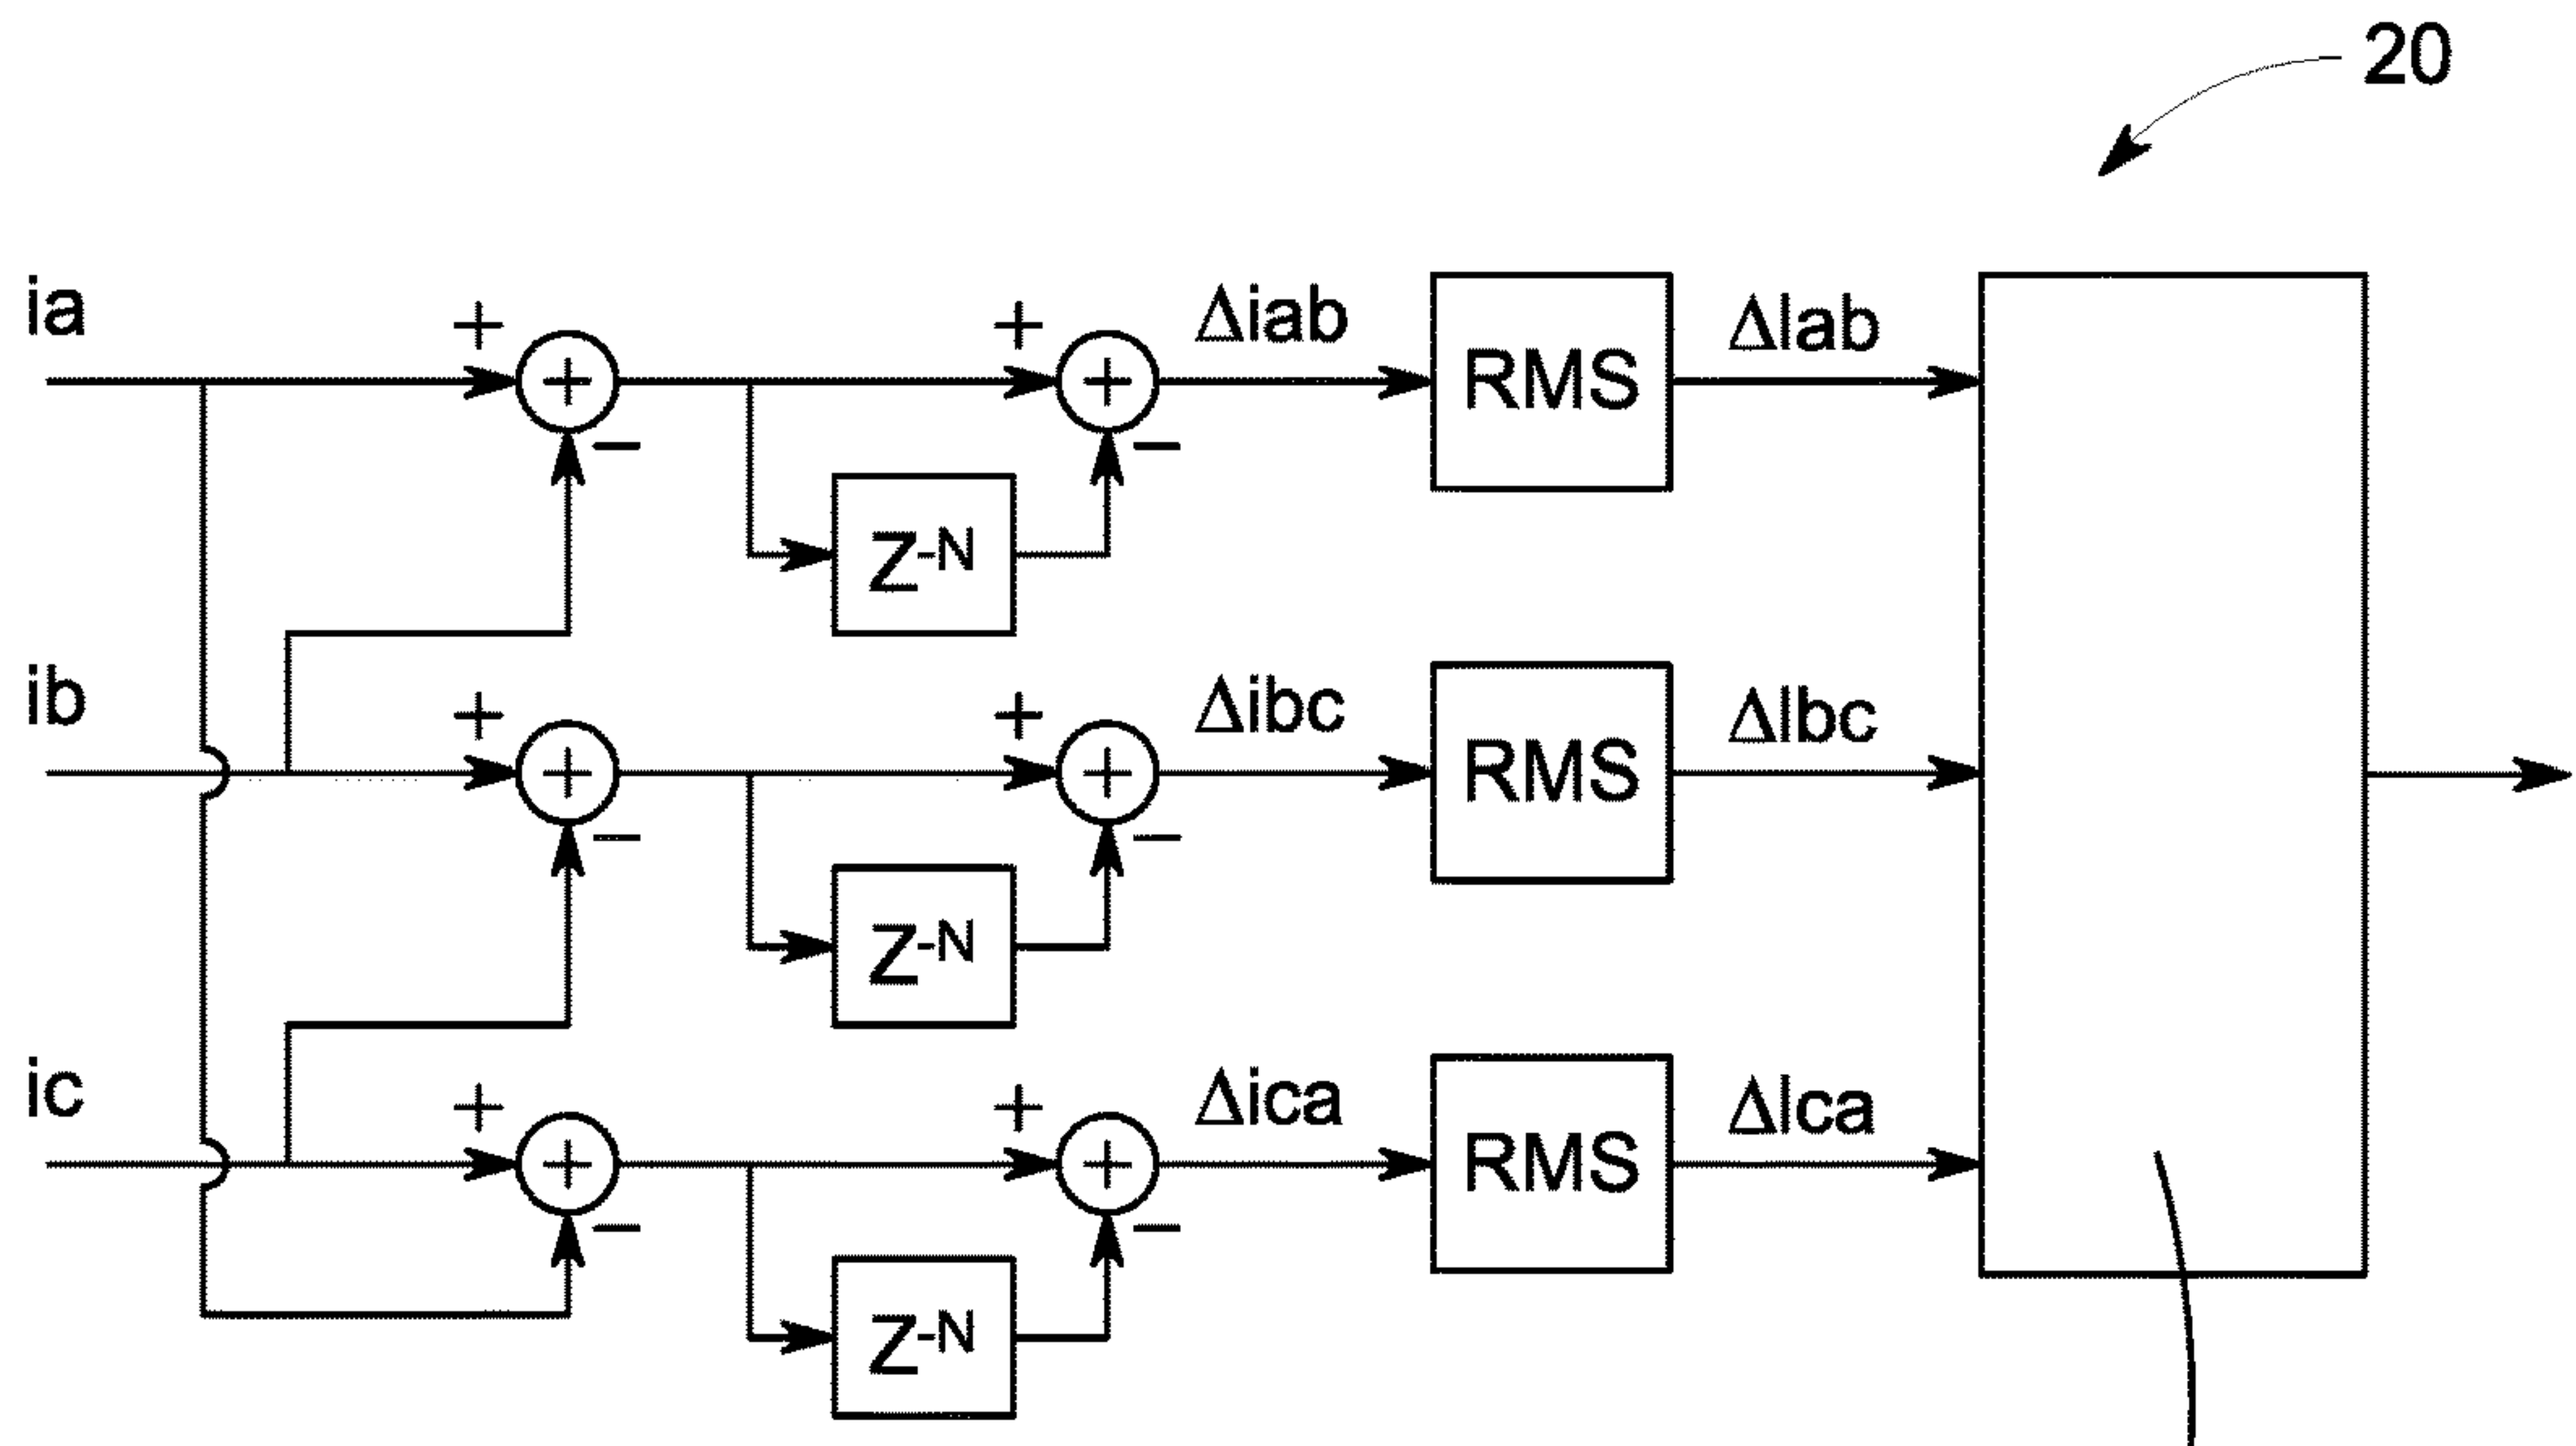 20
ia + + Δiab RMS ΔIab
+ +
− −
Z-N
ib + + Δibc RMS ΔIbc
+ +
− −
Z-N
ic + + Δica RMS ΔIca
+ +
− −
Z-N